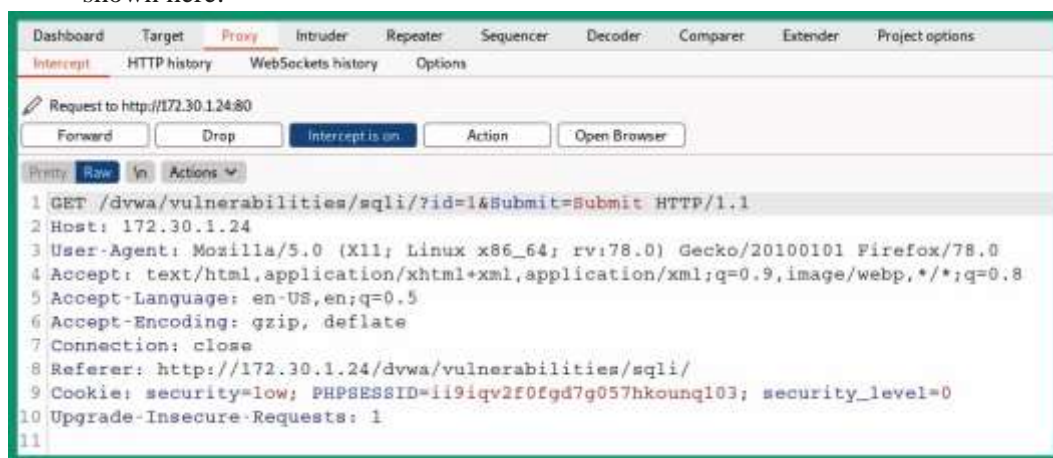 shown here:
Dashboard Target Proxy Intruder Repeater Sequencer Decoder Comparer Extender Project options
Intercept HTTP history WebSockets history Options
Request to http://172.30.1.24:80
Forward Drop Intercept is on Action Open Browser
Pretty Raw \n Actions
1 GET /dvwa/vulnerabilities/sqli/?id=1&Submit=Submit HTTP/1.1
2 Host: 172.30.1.24
3 User-Agent: Mozilla/5.0 (X11; Linux x86_64; rv:78.0) Gecko/20100101 Firefox/78.0
4 Accept: text/html,application/xhtml+xml,application/xml;q=0.9,image/webp,*/*;q=0.8
5 Accept-Language: en-US,en;q=0.5
6 Accept-Encoding: gzip, deflate
7 Connection: close
8 Referer: http://172.30.1.24/dvwa/vulnerabilities/sqli/
9 Cookie: security=low; PHPSESSID=ii9iqv2f0fgd7g057hkounq103; security_level=0
10 Upgrade-Insecure-Requests: 1
11